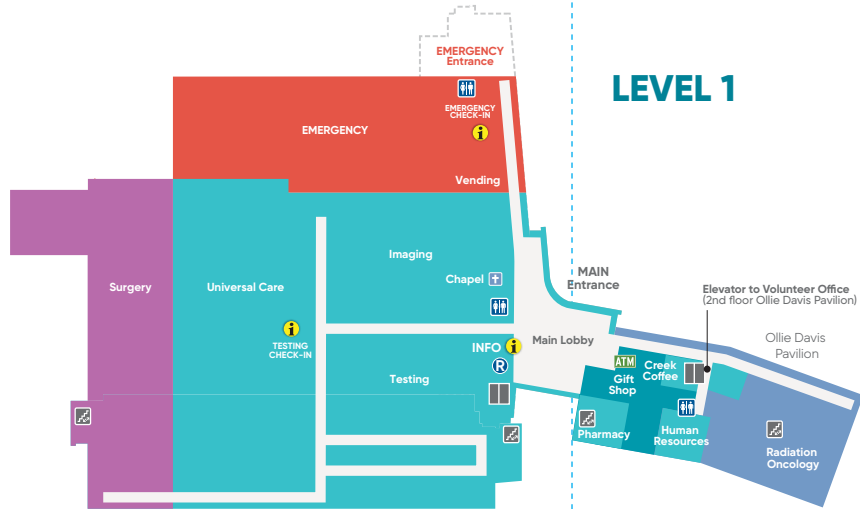 EMERGENCY
Entrance
LEVEL 1
EMERGENCY
CHECK-IN
i
EMERGENCY
Vending
Imaging
MAIN
Entrance
Chapel
Surgery
Universal Care
Elevator to Volunteer Office
(2nd floor Ollie Davis Pavilion)
i
TESTING
CHECK-IN
INFO i
Main Lobby
Ollie Davis
Pavilion
R
ATM
Creek
Coffee
Testing
Gift
Shop
Pharmacy
Human
Resources
Radiation
Oncology